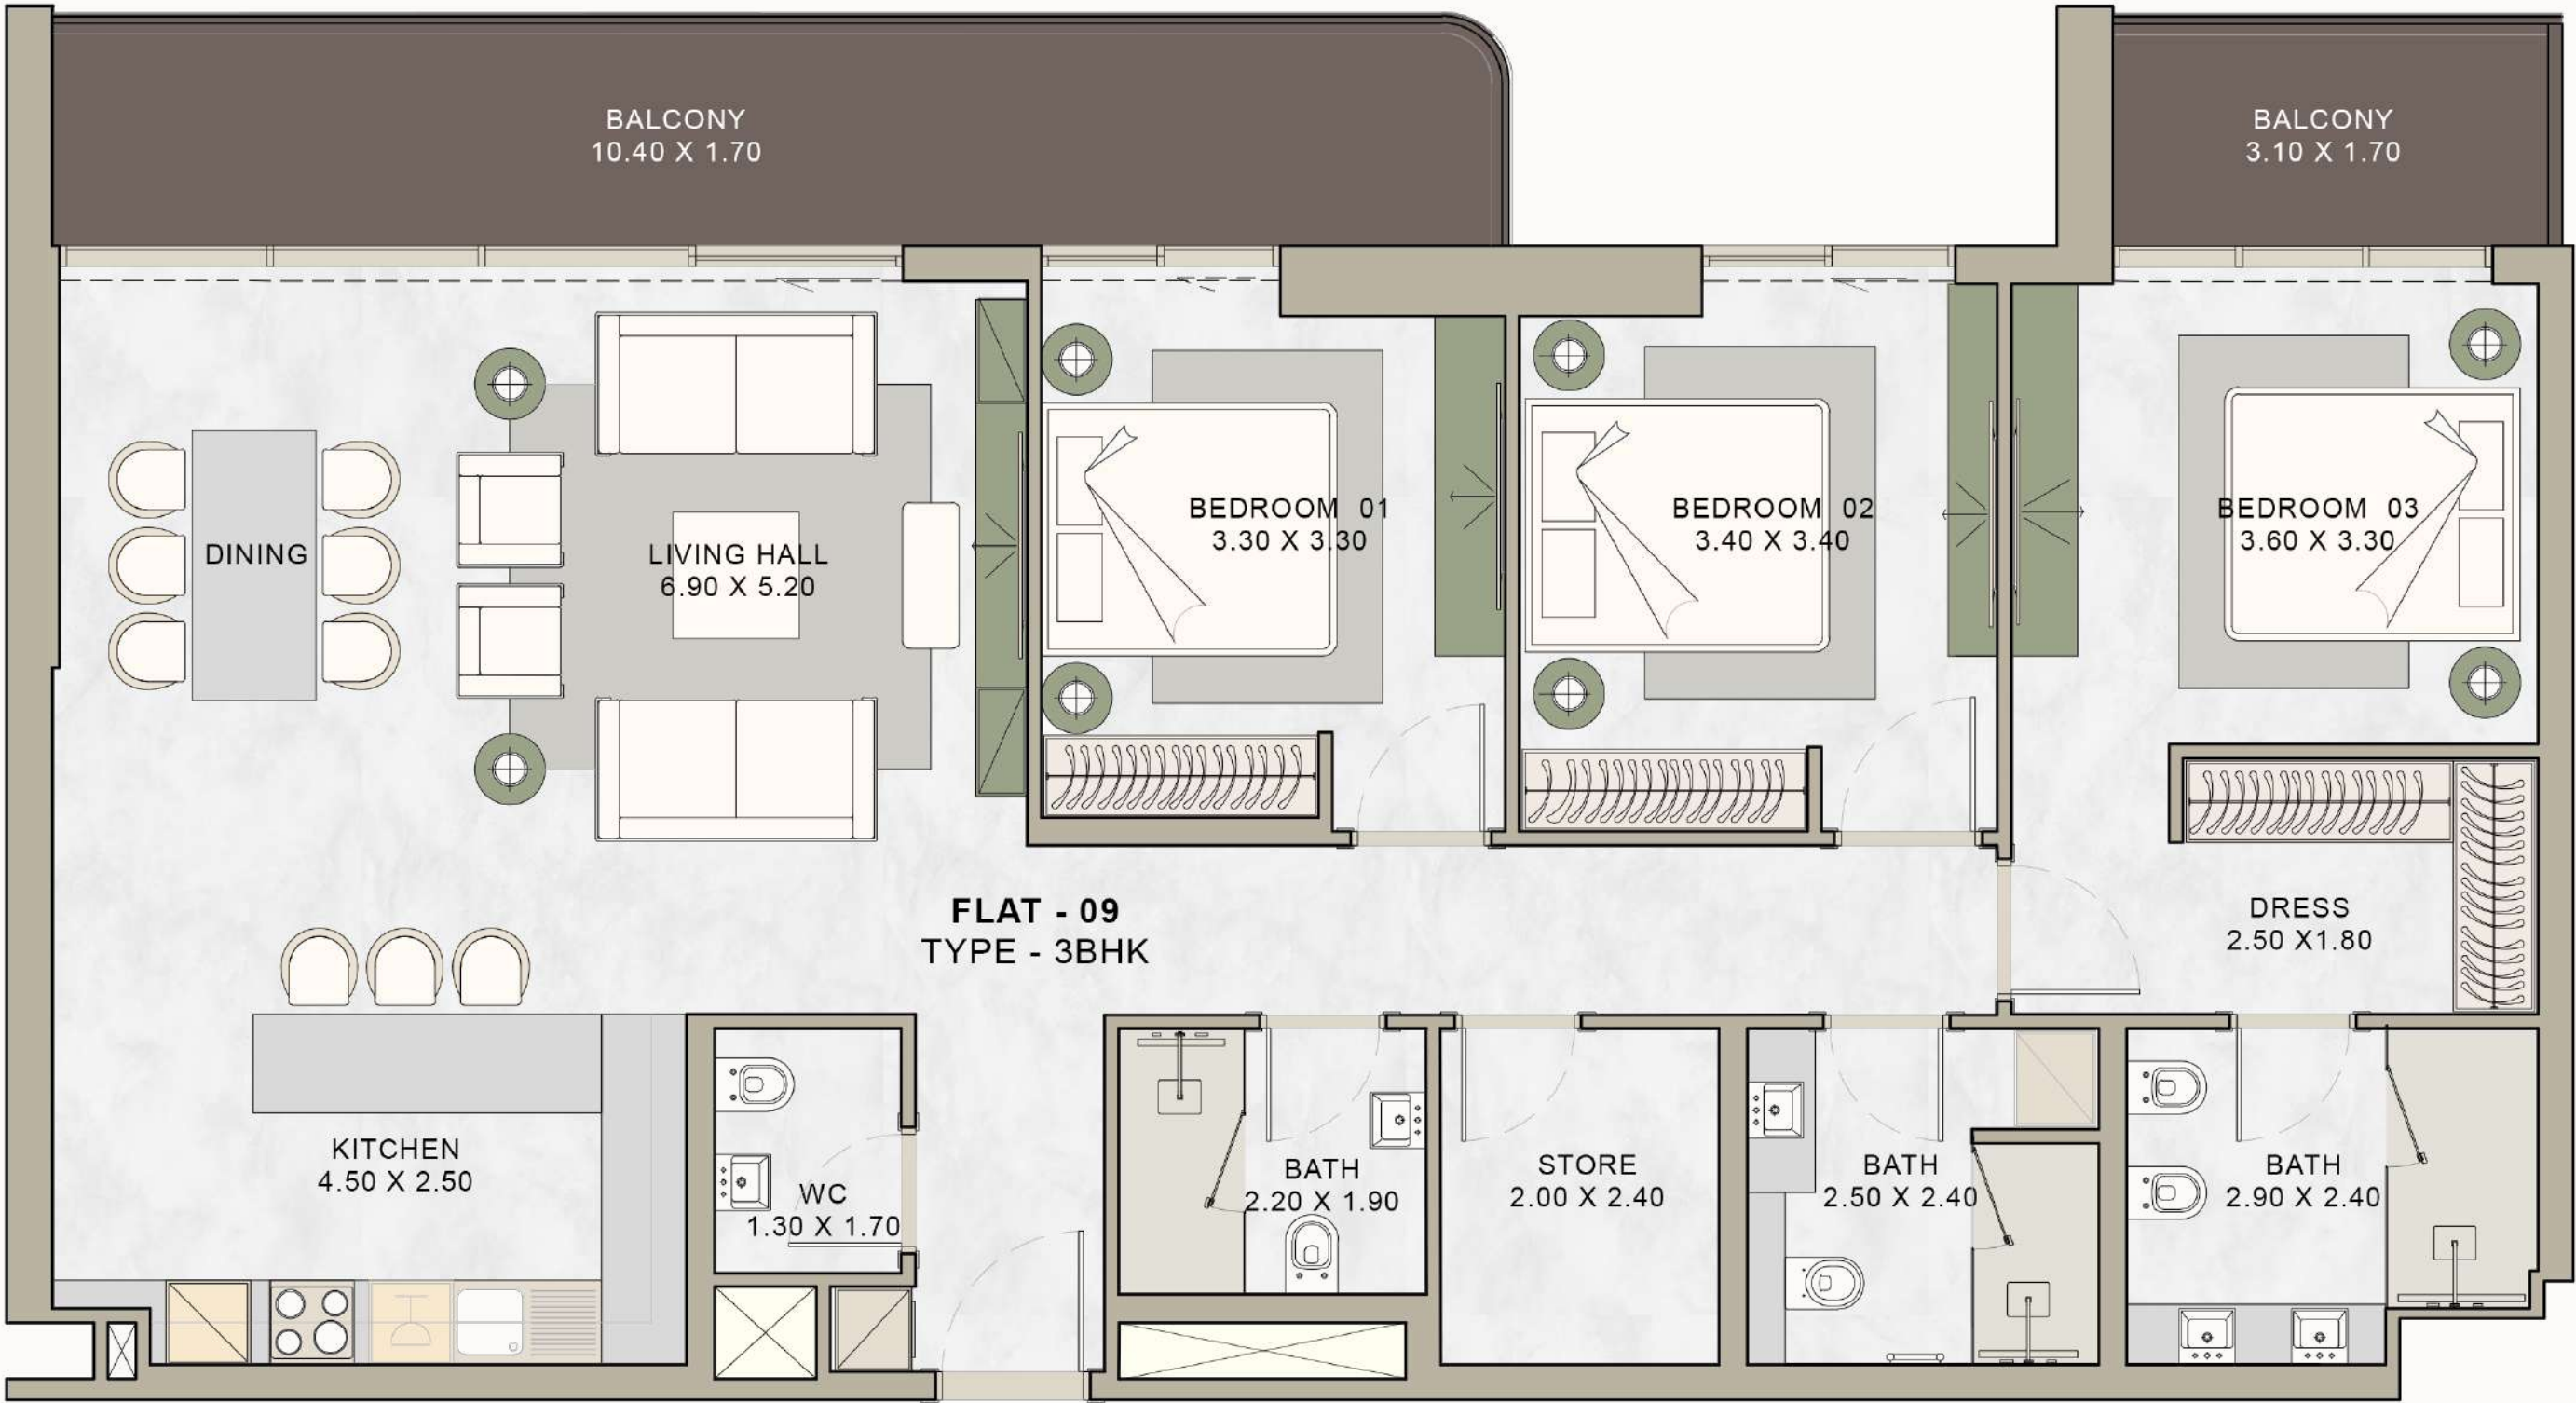 BALCONY
10.40 X 1.70
BALCONY
3.10 X 1.70
DINING
LIVING HALL
6.90 X 5.20
BEDROOM 01
3.30 X 3.30
BEDROOM 02
3.40 X 3.40
BEDROOM 03
3.60 X 3.30
FLAT - 09
TYPE - 3BHK
DRESS
2.50 X1.80
KITCHEN
4.50 X 2.50
WC
1.30 X 1.70
BATH
2.20 X 1.90
STORE
2.00 X 2.40
BATH
2.50 X 2.40
BATH
2.90 X 2.40